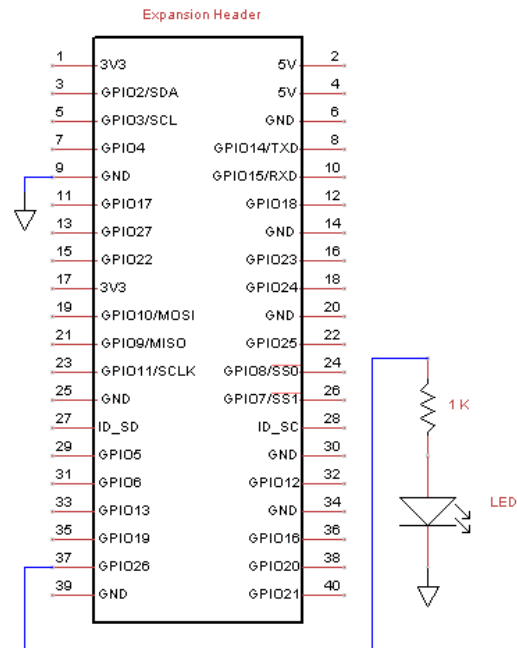 Expansion Header
1 3V3 5V 2
3 GPIO2/SDA 5V 4
5 GPIO3/SCL GND 6
7 GPIO4 GPIO14/TXD 8
9 GND GPIO15/RXD 10
11 GPIO17 GPIO18 12
13 GPIO27 GND 14
15 GPIO22 GPIO23 16
17 3V3 GPIO24 18
19 GPIO10/MOSI GND 20
21 GPIO9/MISO GPIO25 22
23 GPIO11/SCLK GPIO8/SS0 24
25 GND GPIO7/SS1 26
27 ID_SD ID_SC 28
29 GPIO5 GND 30
31 GPIO6 GPIO12 32
33 GPIO13 GND 34
35 GPIO19 GPIO16 36
37 GPIO26 GPIO20 38
39 GND GPIO21 40
1K
LED